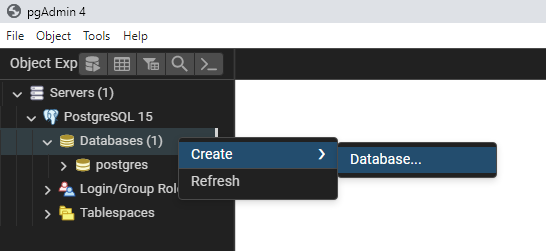 pgAdmin 4
File Object Tools Help
Object Exp
Servers (1)
PostgreSQL 15
Databases (1)
Create
Database...
postgres
Refresh
Login/Group Role
Tablespaces